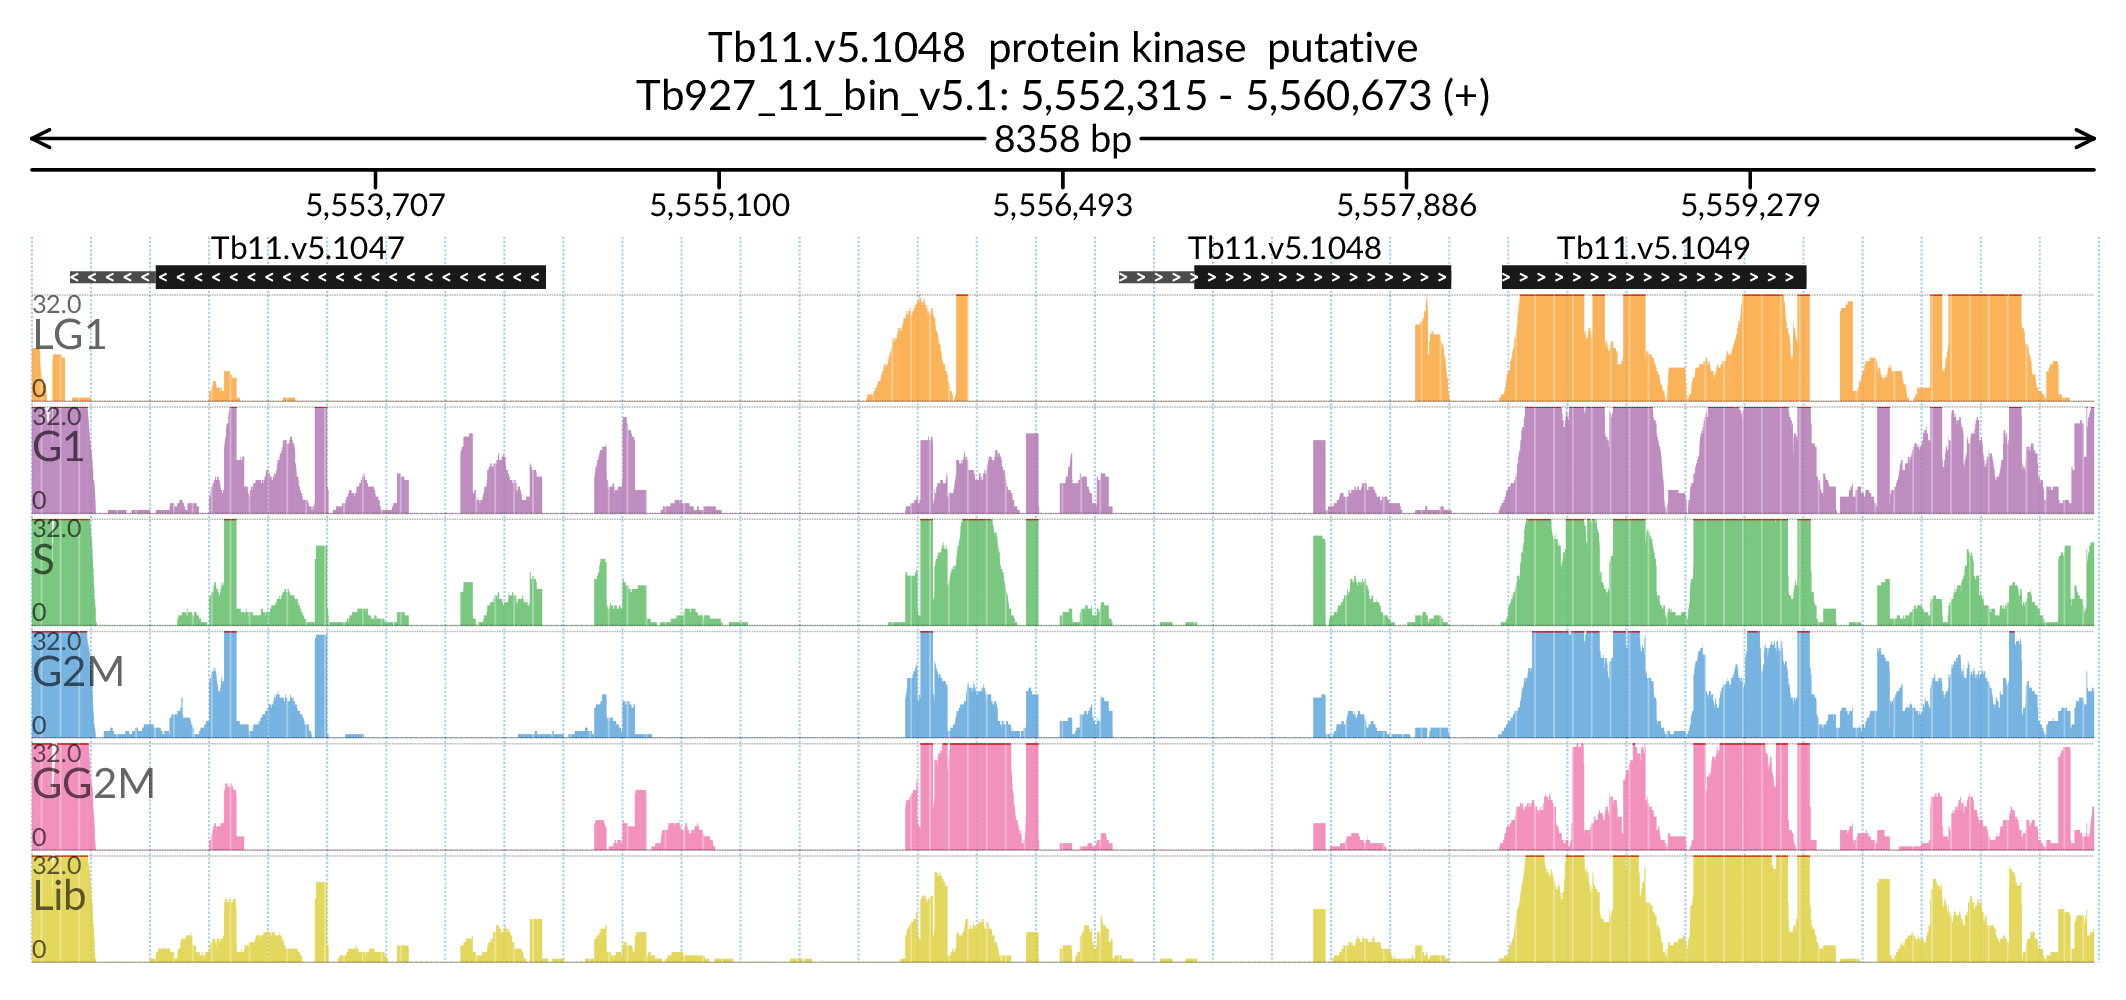 Tb11.v5.1048 protein kinase putative
Tb927_11_bin_v5.1: 5,552,315 - 5,560,673 (+)
8358 bp
5,553,707 5,555,100 5,556,493 5,557,886 5,559,279
Tb11.v5.1047 Tb11.v5.1048 Tb11.v5.1049
32.0
LG1
0
32.0
G1
0
32.0
S
0
32.0
G2M
0
32.0
GG2M
0
32.0
Lib
0